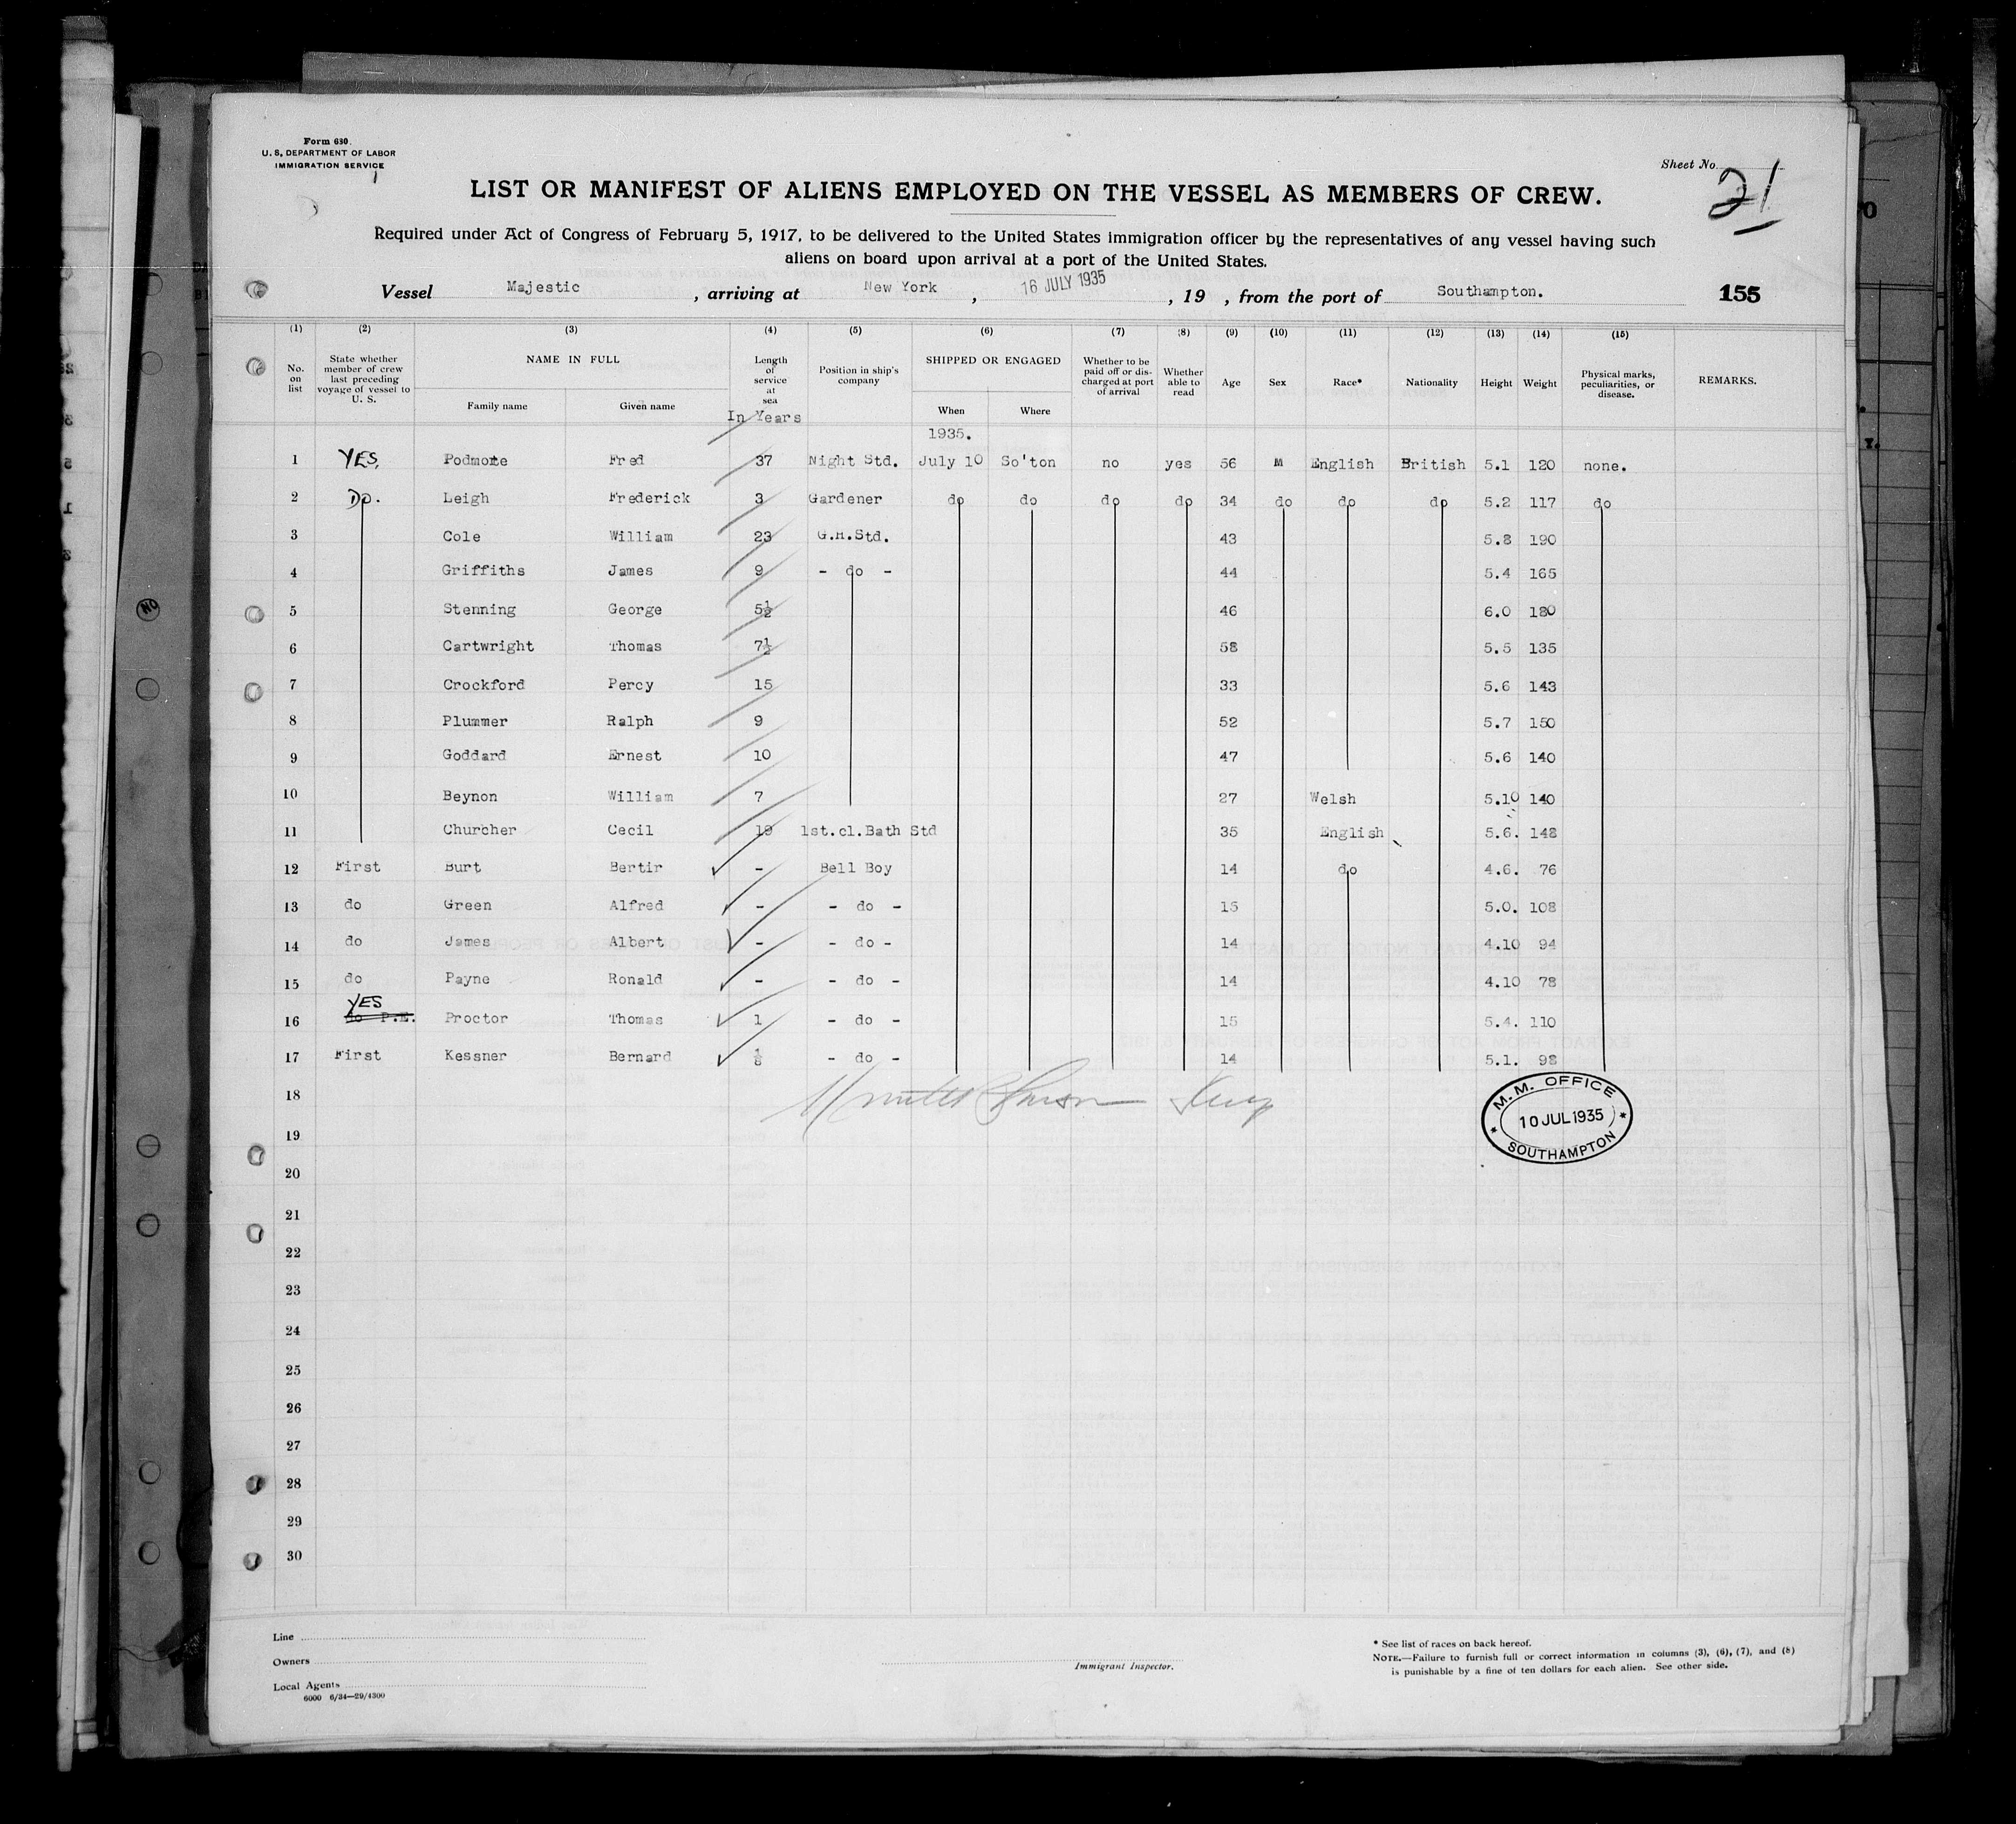 Form 630.
U. S. DEPARTMENT OF LABOR
IMMIGRATION SERVICE
Sheet No. 21
LIST OR MANIFEST OF ALIENS EMPLOYED ON THE VESSEL AS MEMBERS OF CREW.
Required under Act of Congress of February 5, 1917, to be delivered to the United States immigration officer by the representatives of any vessel having such
aliens on board upon arrival at a port of the United States.
Vessel Majestic , arriving at New York , 16 JULY 1935 , 19 , from the port of Southampton. 155
(1) (2) (3) (4) (5) (6) (7) (8) (9) (10) (11) (12) (13) (14) (15)
No. on list State whether member of crew last preceding voyage of vessel to U. S. NAME IN FULL Family name Given name Length of service at sea In Years Position in ship's company SHIPPED OR ENGAGED When Where Whether to be paid off or discharged at port of arrival Whether able to read Age Sex Race* Nationality Height Weight Physical marks, peculiarities, or disease. REMARKS.
1935.
1 YES, Podmore Fred 37 Night Std. July 10 So'ton no yes 56 M English British 5.1 120 none.
2 Do. Leigh Frederick 3 Gardener do do do do 34 do do do 5.2 117 do
3 Cole William 23 G.H.Std. 43 5.8 190
4 Griffiths James 9 - do - 44 5.4 165
5 Stenning George 5½ 46 6.0 180
6 Cartwright Thomas 7½ 58 5.5 135
7 Crockford Percy 15 33 5.6 143
8 Plummer Ralph 9 52 5.7 150
9 Goddard Ernest 10 47 5.6 140
10 Beynon William 7 27 Welsh 5.10 140
11 Churcher Cecil 19 1st.cl.Bath Std 35 English 5.6. 148
12 First Burt Bertir - Bell Boy 14 do 4.6. 76
13 do Green Alfred - - do - 15 5.0. 108
14 do James Albert - - do - 14 4.10 94
15 do Payne Ronald - - do - 14 4.10 78
YES
16 do P.E. Proctor Thomas 1 - do - 15 5.4. 110
17 First Kessner Bernard ⅛ - do - 14 5.1. 98
18
19
20
21
22
23
24
25
26
27
28
29
30
M.M. OFFICE
10 JUL 1935
SOUTHAMPTON
Line
Owners
Local Agents
6000 6/34—29/4300
Immigrant Inspector.
* See list of races on back hereof.
NOTE.—Failure to furnish full or correct information in columns (3), (6), (7), and (8)
is punishable by a fine of ten dollars for each alien. See other side.